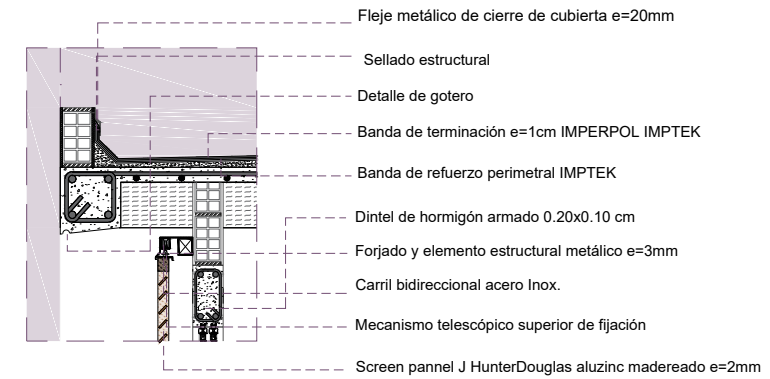 Fleje metálico de cierre de cubierta e=20mm
Sellado estructural
Detalle de gotero
Banda de terminación e=1cm IMPERPOL IMPTEK
Banda de refuerzo perimetral IMPTEK
Dintel de hormigón armado 0.20x0.10 cm
Forjado y elemento estructural metálico e=3mm
Carril bidireccional acero Inox.
Mecanismo telescópico superior de fijación
Screen pannel J HunterDouglas aluzinc madereado e=2mm